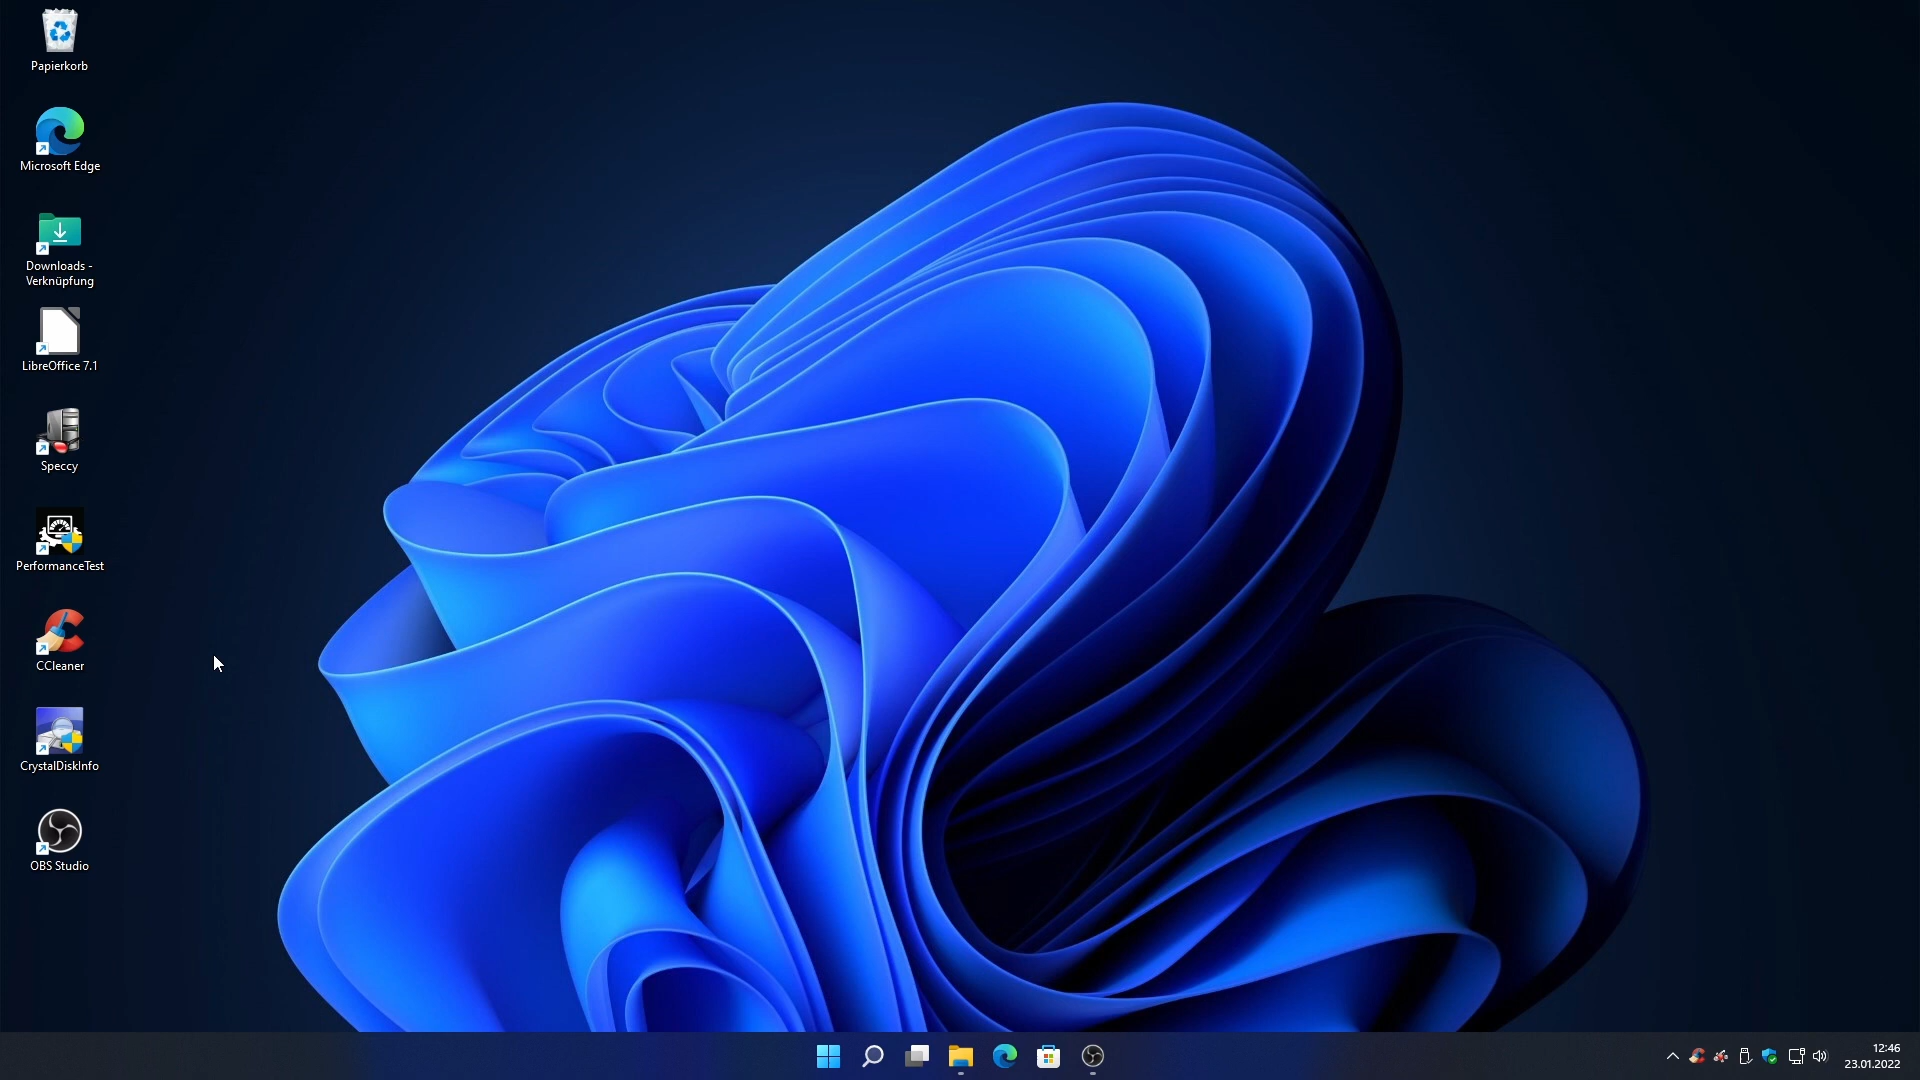 Papierkorb
Microsoft Edge
Downloads -
Verknüpfung
LibreOffice 7.1
Speccy
PerformanceTest
CCleaner
CrystalDiskInfo
OBS Studio
12:46
23.01.2022